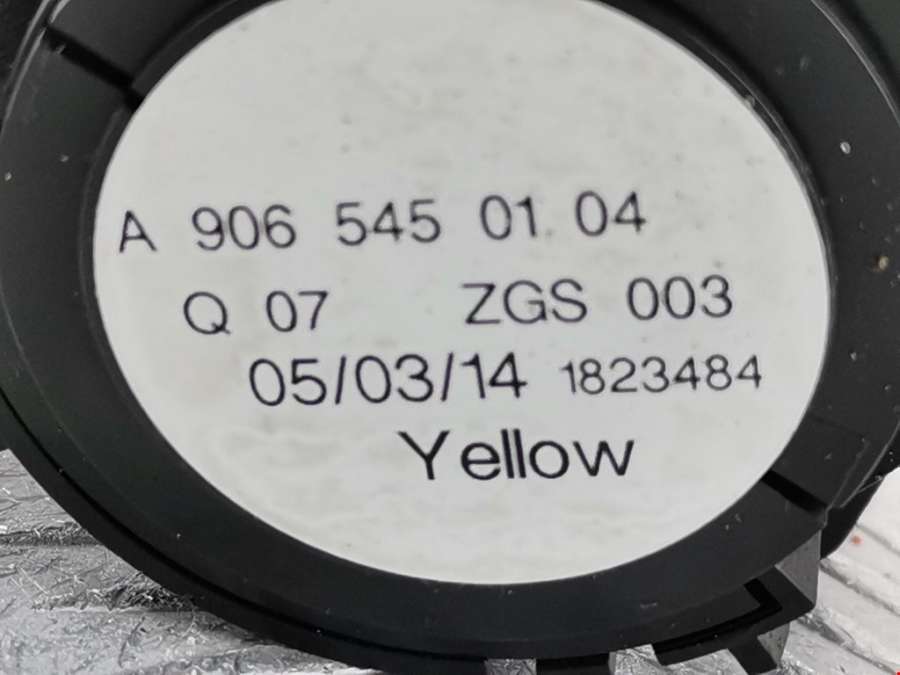 A 906 545 01 04
Q 07 ZGS 003
05/03/14 1823484
Yellow